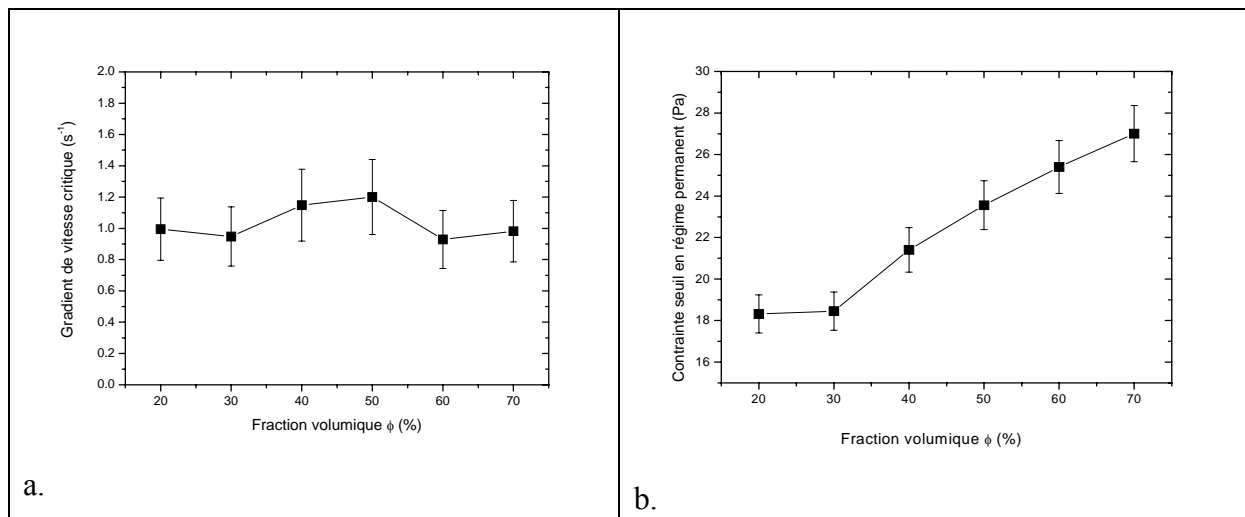 Gradient de vitesse critique (s-1)
2.0
1.8
1.6
1.4
1.2
1.0
0.8
0.6
0.4
0.2
0.0
20 30 40 50 60 70
Fraction volumique ϕ (%)
a.
Contrainte seuil en régime permanent (Pa)
30
28
26
24
22
20
18
16
20 30 40 50 60 70
Fraction volumique ϕ (%)
b.